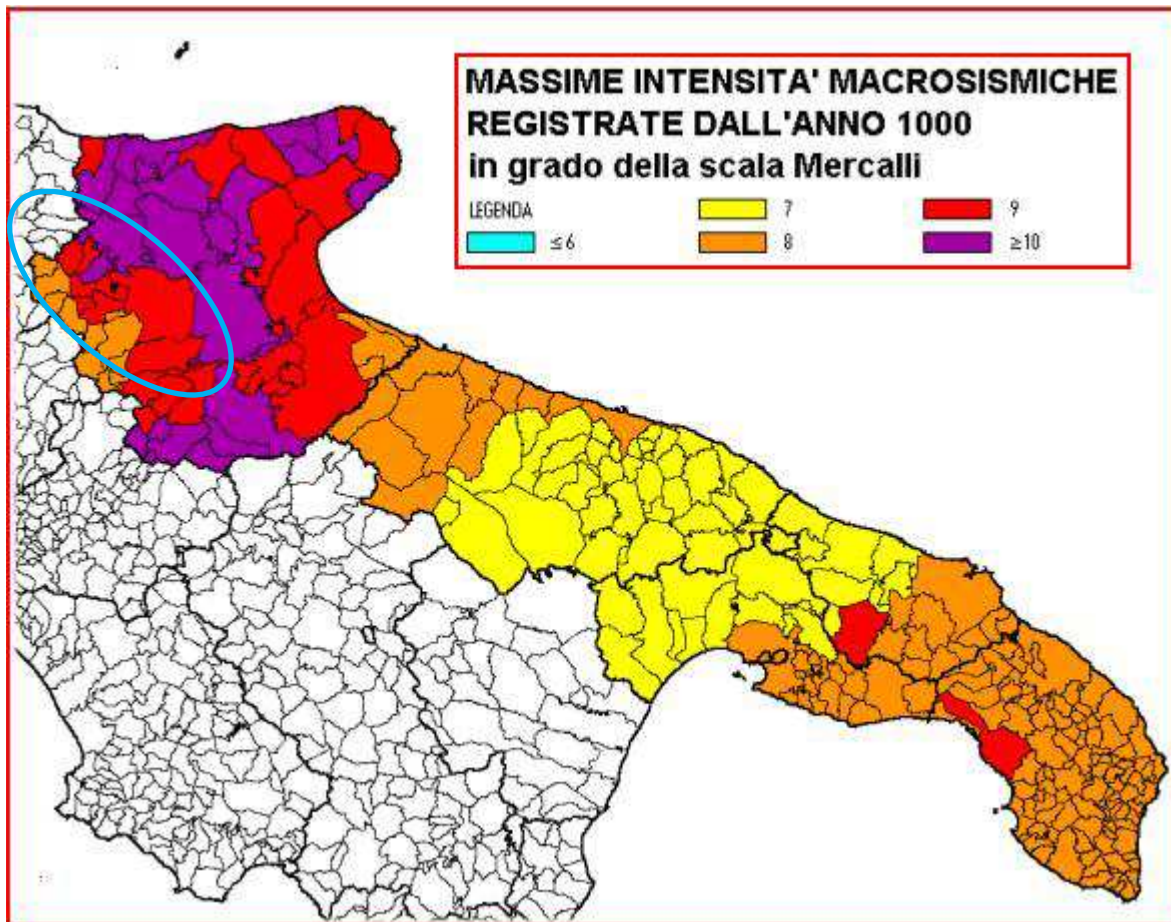 MASSIME INTENSITA' MACROSISMICHE
REGISTRATE DALL'ANNO 1000
in grado della scala Mercalli
LEGENDA 7 9
≤ 6 8 ≥10